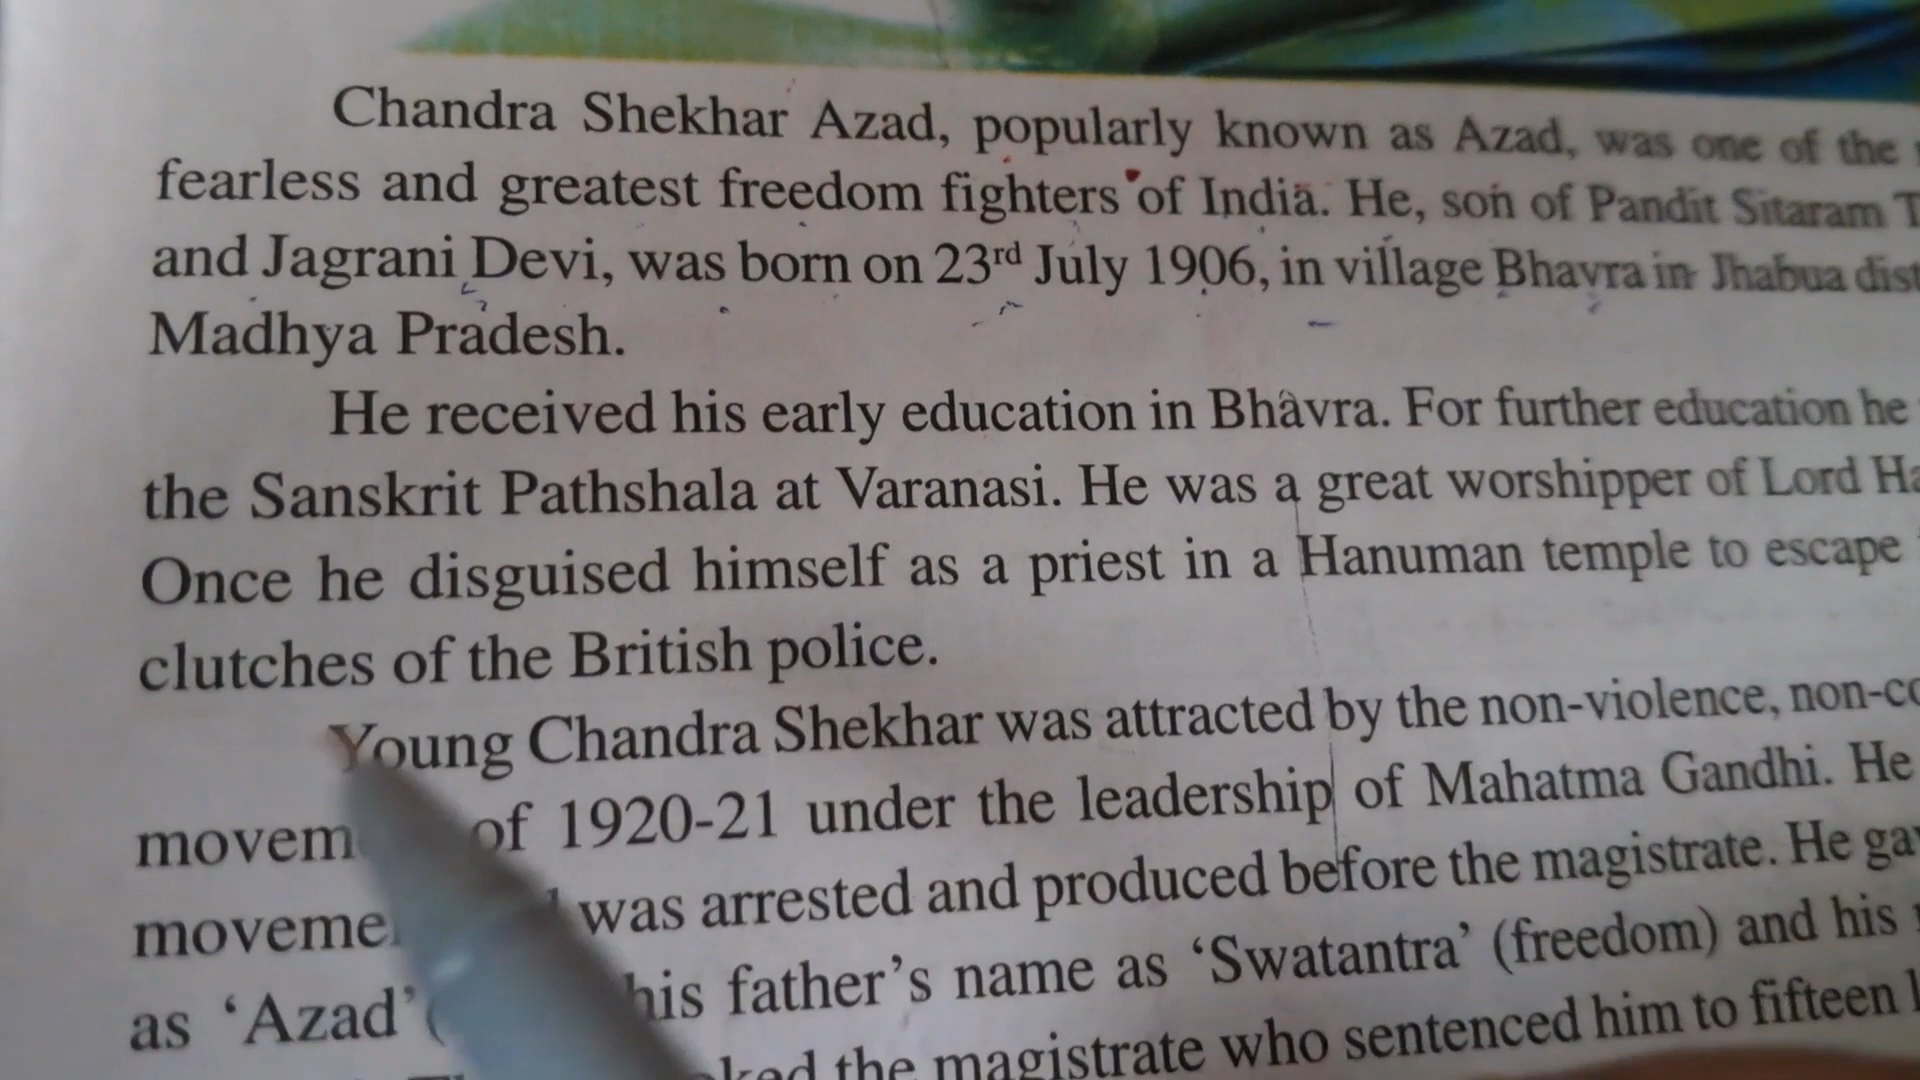 Chandra Shekhar Azad, popularly known as Azad, was one of the
fearless and greatest freedom fighters of India. He, son of Pandit Sitaram
and Jagrani Devi, was born on 23rd July 1906, in village Bhavra in Jhabua
Madhya Pradesh.
He received his early education in Bhavra. For further education he
the Sanskrit Pathshala at Varanasi. He was a great worshipper of Lord
Once he disguised himself as a priest in a Hanuman temple to escape
clutches of the British police.
Young Chandra Shekhar was attracted by the non-violence,
of 1920-21 under the leadership of Mahatma Gandhi. He
was arrested and produced before the magistrate. He
as ‘Azad’ his father’s name as ‘Swatantra’ (freedom) and his
the magistrate who sentenced him to fifteen